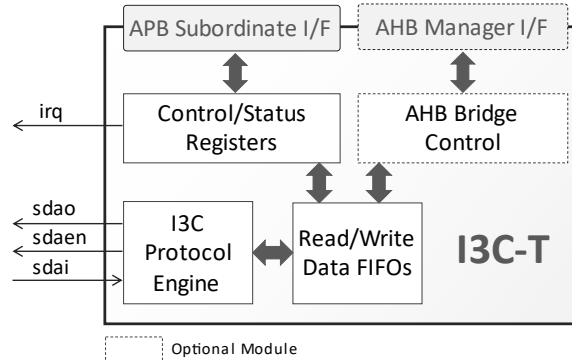 APB Subordinate I/F
AHB Manager I/F
irq
Control/Status
Registers
AHB Bridge
Control
sdao
sdaen
sdai
I3C
Protocol
Engine
Read/Write
Data FIFOs
I3C-T
Optional Module